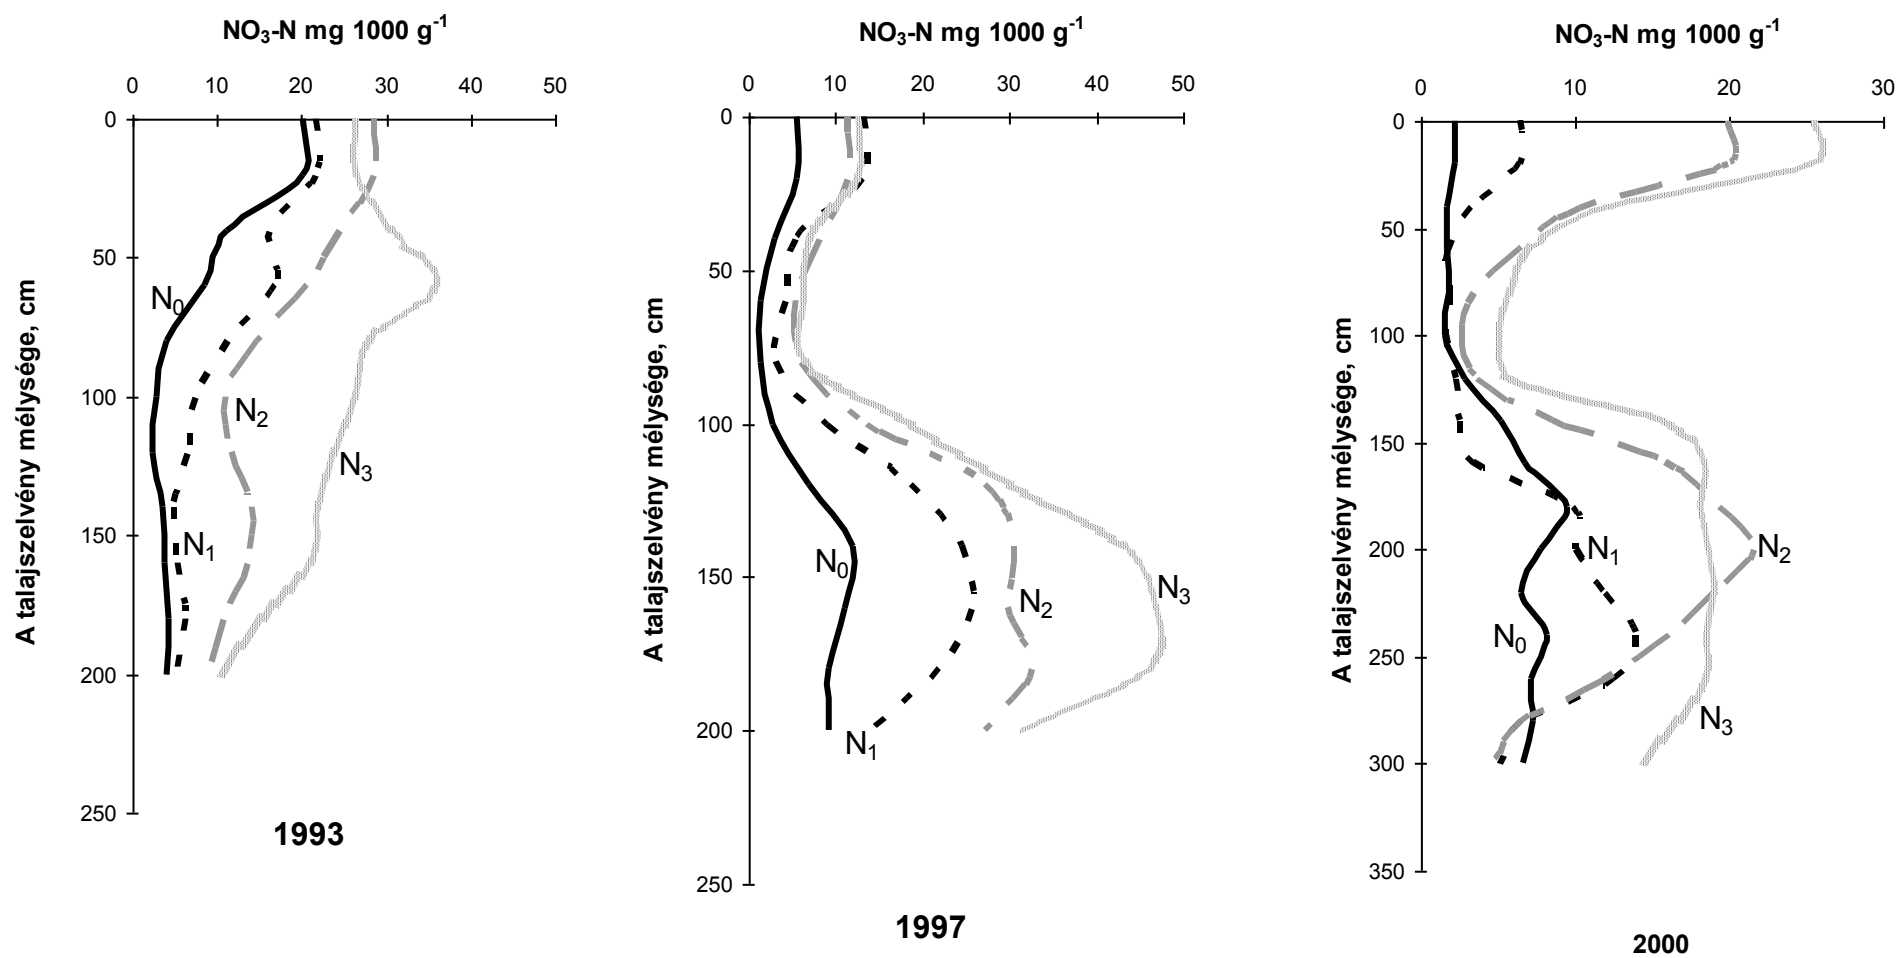 NO₃-N mg 1000 g⁻¹
0 10 20 30 40 50
0
50
100
150
200
250
A talajszelvény mélysége, cm
N₀
N₁
N₂
N₃
1993
NO₃-N mg 1000 g⁻¹
0 10 20 30 40 50
0
50
100
150
200
250
A talajszelvény mélysége, cm
N₀
N₁
N₂
N₃
1997
NO₃-N mg 1000 g⁻¹
0 10 20 30
0
50
100
150
200
250
300
350
A talajszelvény mélysége, cm
N₀
N₁
N₂
N₃
2000